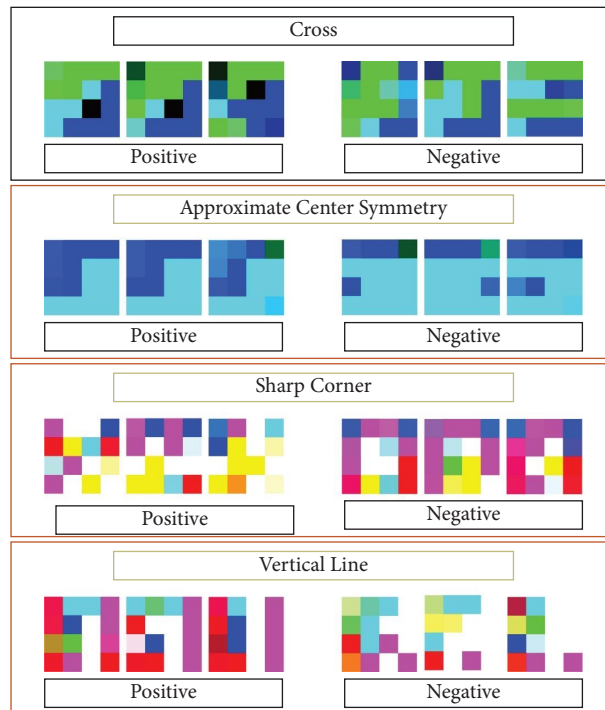 Cross
Positive
Negative
Approximate Center Symmetry
Positive
Negative
Sharp Corner
Positive
Negative
Vertical Line
Positive
Negative